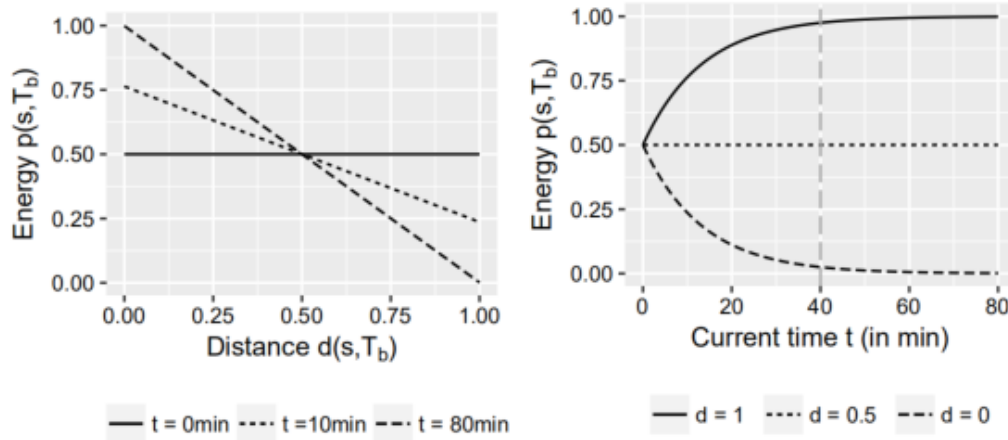 Energy p(s,T_b)
1.00
0.75
0.50
0.25
0.00
0.00 0.25 0.50 0.75 1.00
Distance d(s,T_b)
t = 0min t =10min t = 80min
Energy p(s,T_b)
1.00
0.75
0.50
0.25
0.00
0 20 40 60 80
Current time t (in min)
d = 1 d = 0.5 d = 0